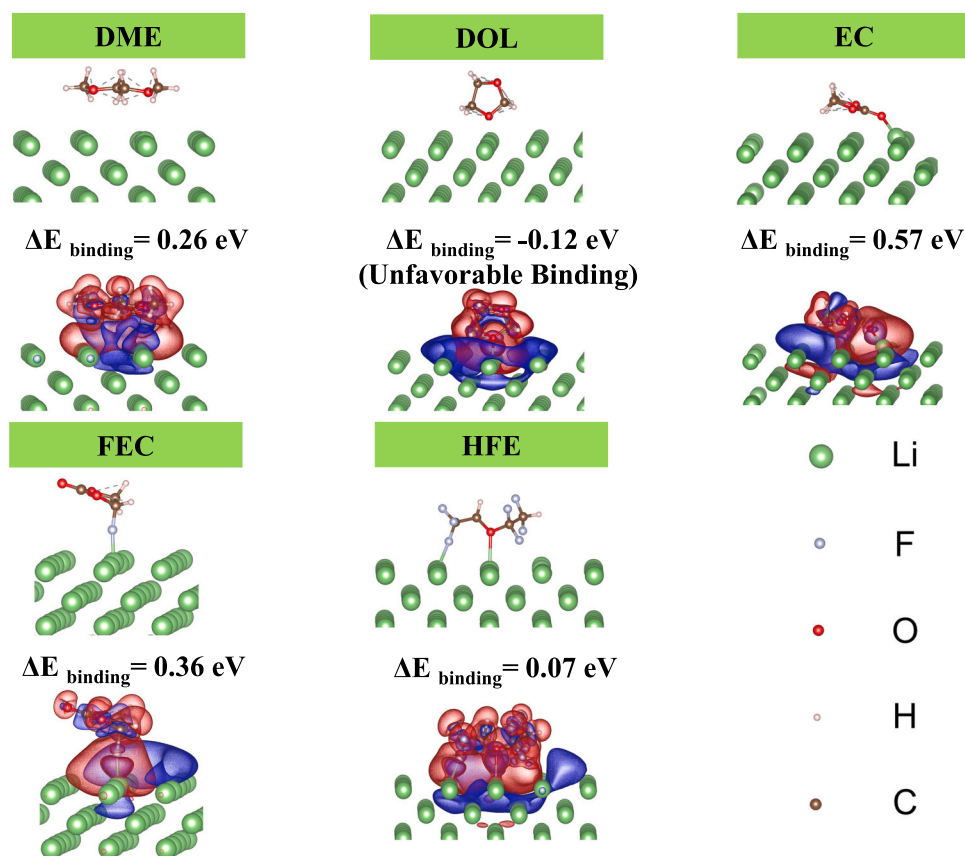 DME
DOL
EC
ΔE binding= 0.26 eV
ΔE binding= -0.12 eV
(Unfavorable Binding)
ΔE binding= 0.57 eV
FEC
HFE
ΔE binding= 0.36 eV
ΔE binding= 0.07 eV
Li
F
O
H
C